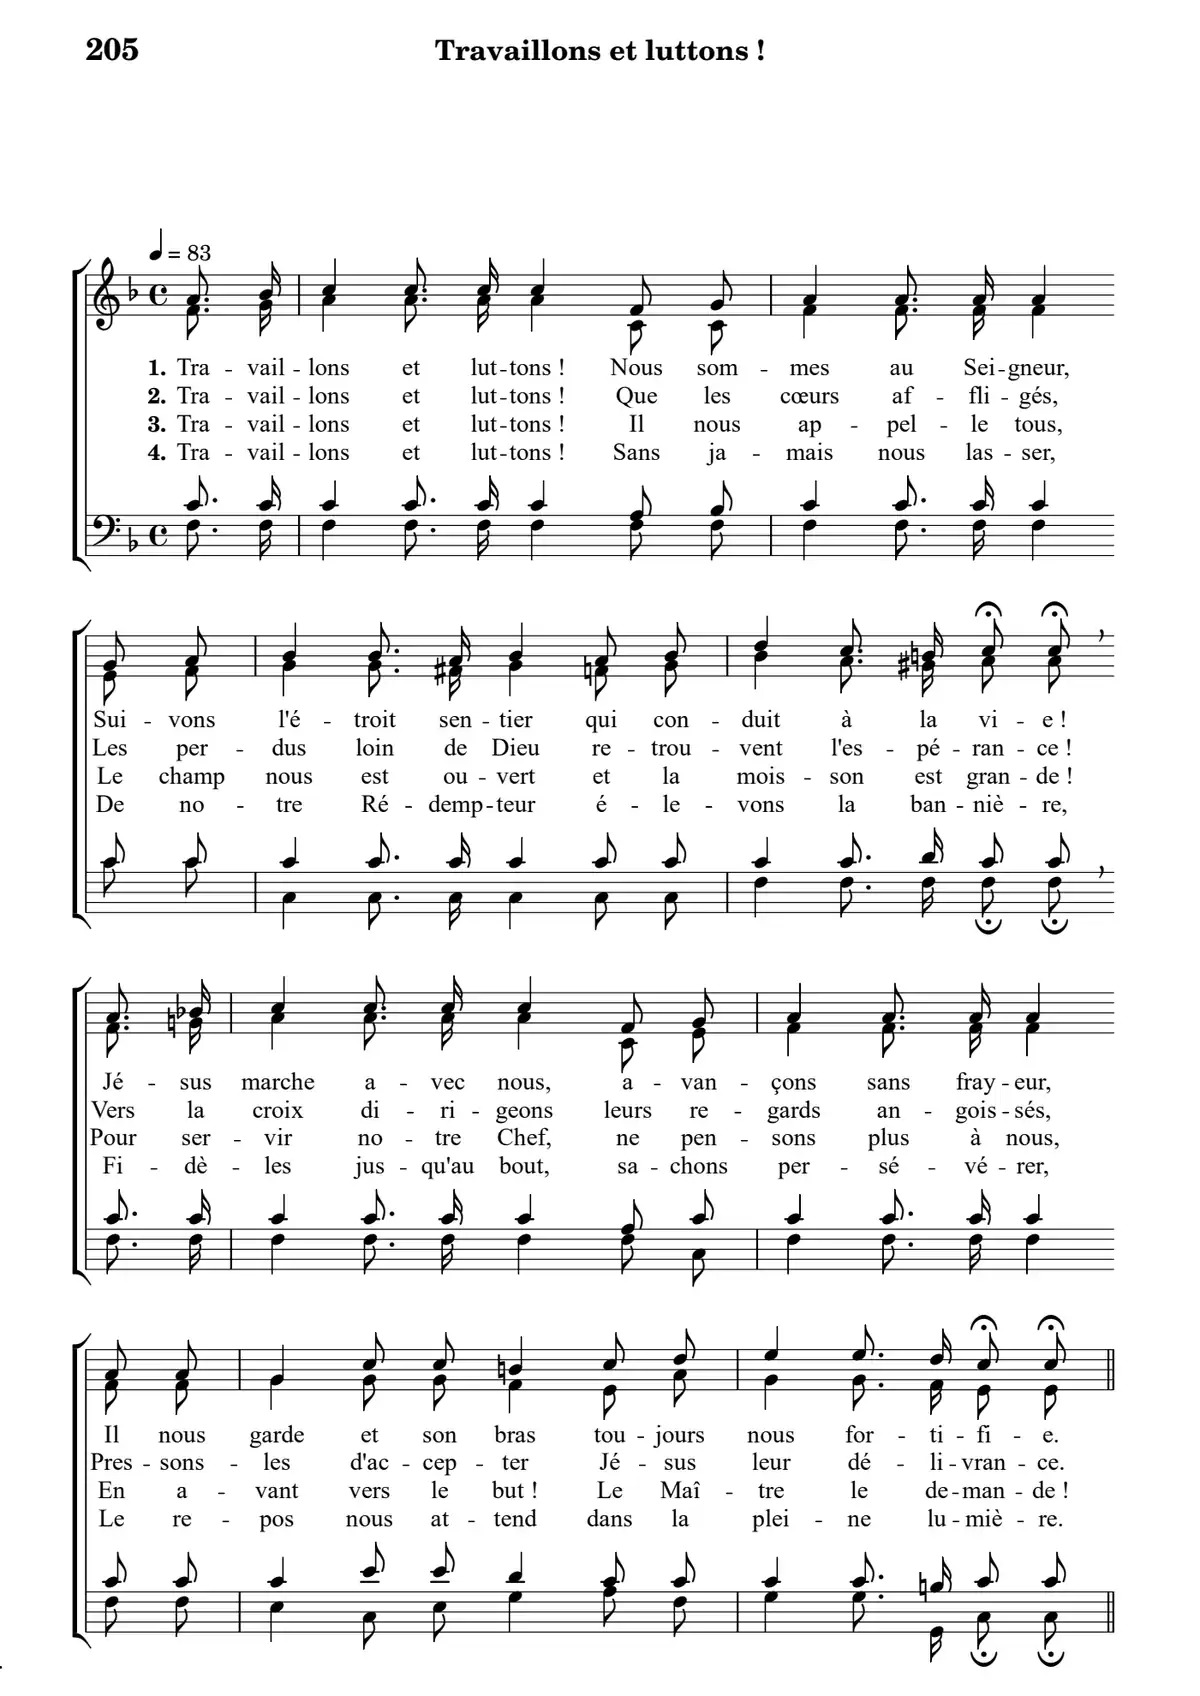 205 Travaillons et luttons !
= 83
1. Tra - vail - lons et lut - tons ! Nous som - mes au Sei - gneur,
2. Tra - vail - lons et lut - tons ! Que les cœurs af - fli - gés,
3. Tra - vail - lons et lut - tons ! Il nous ap - pel - le tous,
4. Tra - vail - lons et lut - tons ! Sans ja - mais nous las - ser,
Sui - vons l'é - troit sen - tier qui con - duit à la vi - e !
Les per - dus loin de Dieu re - trou - vent l'es - pé - ran - ce !
Le champ nous est ou - vert et la mois - son est gran - de !
De no - tre Ré - demp - teur é - le - vons la ban - niè - re,
Jé - sus marche a - vec nous, a - van - çons sans fray - eur,
Vers la croix di - ri - geons leurs re - gards an - gois - sés,
Pour ser - vir no - tre Chef, ne pen - sons plus à nous,
Fi - dè - les jus - qu'au bout, sa - chons per - sé - vé - rer,
Il nous garde et son bras tou - jours nous for - ti - fi - e.
Pres - sons - les d'ac - cep - ter Jé - sus leur dé - li - vran - ce.
En a - vant vers le but ! Le Maî - tre le de - man - de !
Le re - pos nous at - tend dans la plei - ne lu - miè - re.